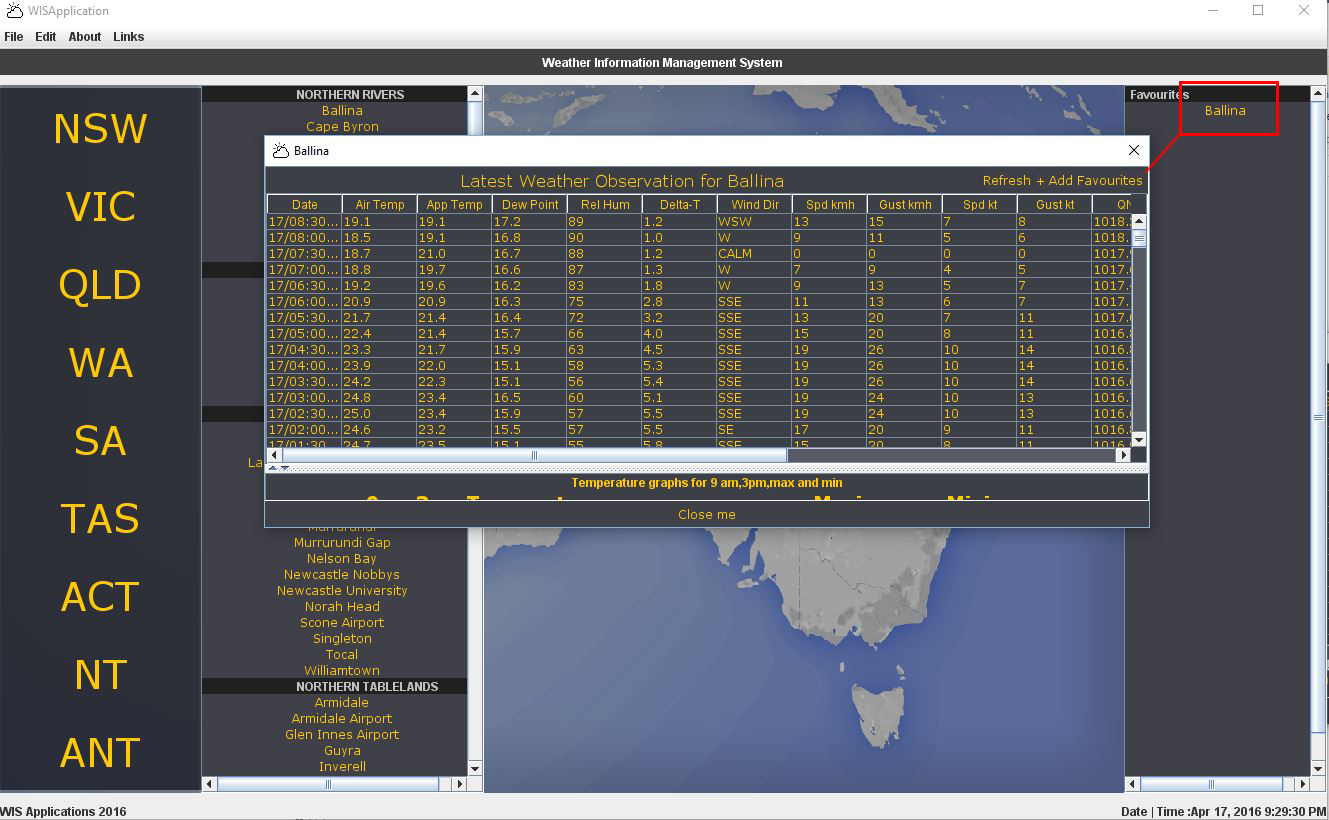 WISApplication
File Edit About Links
Weather Information Management System
NSW
VIC
QLD
WA
SA
TAS
ACT
NT
ANT
NORTHERN RIVERS
Ballina
Cape Byron
La
Murrurundi
Murrurundi Gap
Nelson Bay
Newcastle Nobbys
Newcastle University
Norah Head
Scone Airport
Singleton
Tocal
Williamtown
NORTHERN TABLELANDS
Armidale
Armidale Airport
Glen Innes Airport
Guyra
Inverell
Ballina
Latest Weather Observation for Ballina
Refresh + Add Favourites
Date Air Temp App Temp Dew Point Rel Hum Delta-T Wind Dir Spd kmh Gust kmh Spd kt Gust kt
17/08:30... 19.1 19.1 17.2 89 1.2 WSW 13 15 7 8 1018.
17/08:00... 18.5 19.1 16.8 90 1.0 W 9 11 5 6 1018.
17/07:30... 18.7 21.0 16.7 88 1.2 CALM 0 0 0 0 1017.
17/07:00... 18.8 19.7 16.6 87 1.3 W 7 9 4 5 1017.
17/06:30... 19.2 19.6 16.2 83 1.8 W 9 13 5 7 1017.
17/06:00... 20.9 20.9 16.3 75 2.8 SSE 11 13 6 7 1017.
17/05:30... 21.7 21.4 16.4 72 3.2 SSE 13 20 7 11 1017.
17/05:00... 22.4 21.4 15.7 66 4.0 SSE 15 20 8 11 1016.
17/04:30... 23.3 21.7 15.9 63 4.5 SSE 19 26 10 14 1016.
17/04:00... 23.9 22.0 15.1 58 5.3 SSE 19 26 10 14 1016.
17/03:30... 24.2 22.3 15.1 56 5.4 SSE 19 26 10 14 1016.
17/03:00... 24.8 23.4 16.5 60 5.1 SSE 19 24 10 13 1016.
17/02:30... 25.0 23.4 15.9 57 5.5 SSE 19 24 10 13 1016.
17/02:00... 24.6 23.2 15.5 57 5.5 SE 17 20 9 11 1016.
17/01:30... 24.7 23.5 15.1 55 5.8 SSE 15 20 8 11 1016.
Temperature graphs for 9 am,3pm,max and min
Close me
Favourites
Ballina
WIS Applications 2016
Date | Time :Apr 17, 2016 9:29:30 PM